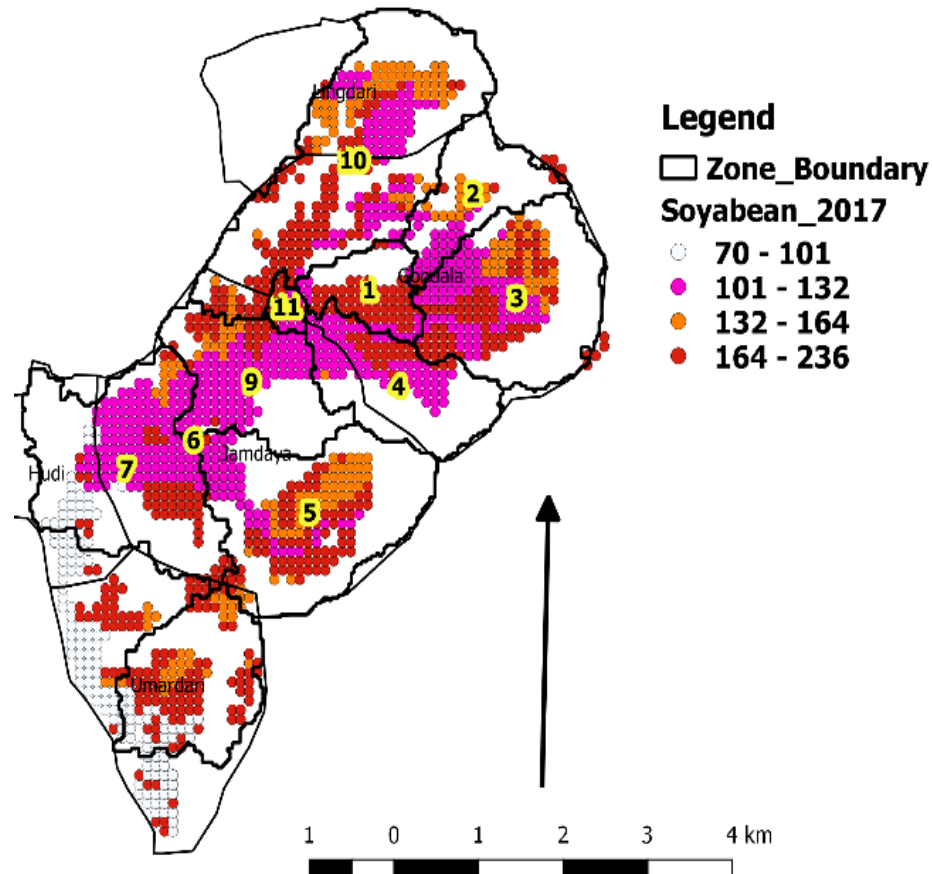 Lingdari
10
2
Gondala
1
3
11
4
9
6
Jamdaya
7
Hudi
5
Umardari
Legend
Zone_Boundary
Soyabean_2017
70 - 101
101 - 132
132 - 164
164 - 236
1 0 1 2 3 4 km